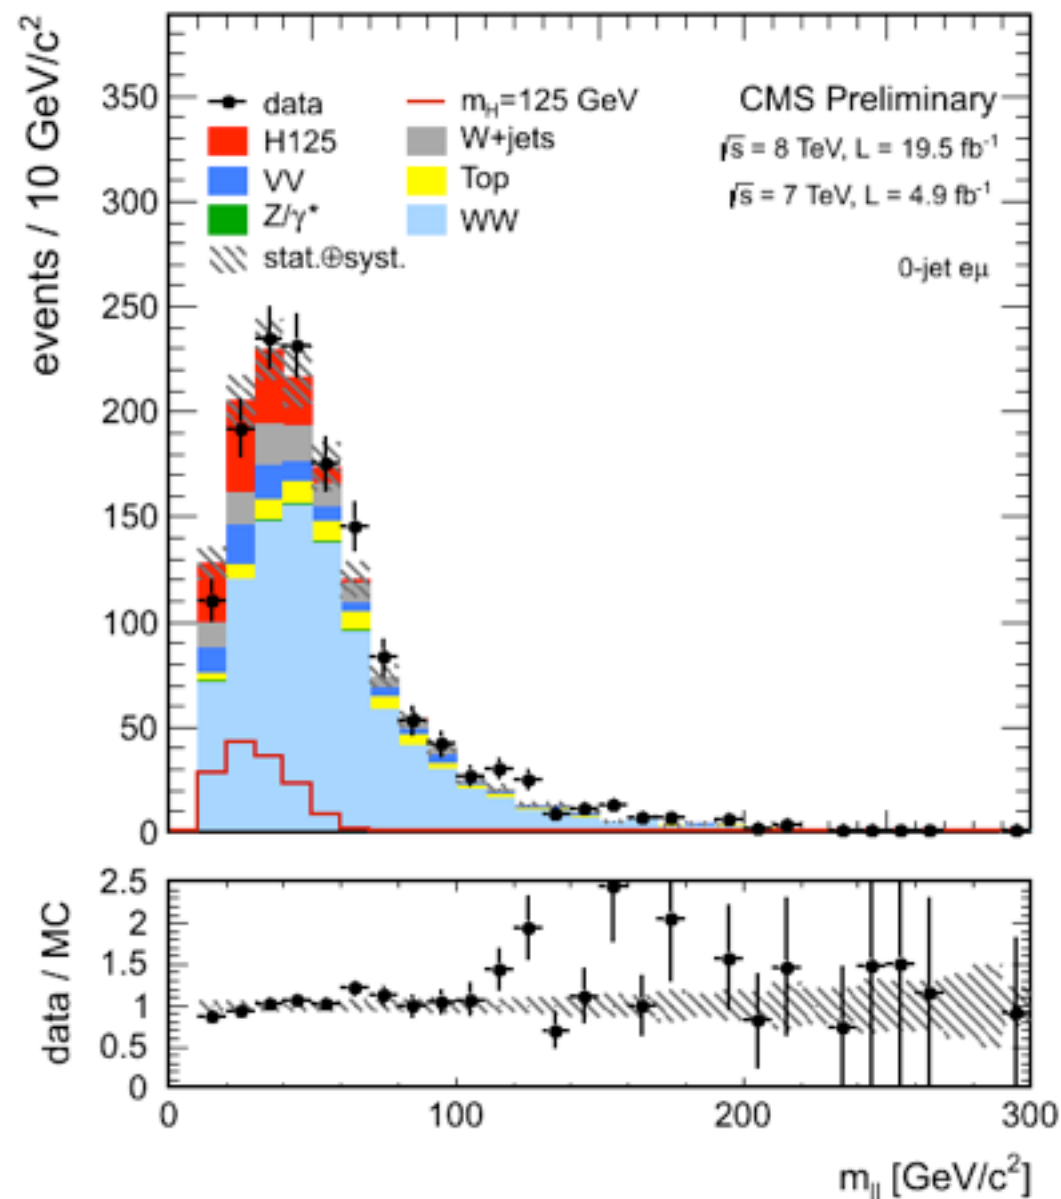 events / 10 GeV/c²
350
300
250
200
150
100
50
0
data
H125
VV
Z/γ*
stat.⊕syst.
m_H=125 GeV
W+jets
Top
WW
CMS Preliminary
√s = 8 TeV, L = 19.5 fb⁻¹
√s = 7 TeV, L = 4.9 fb⁻¹
0-jet eμ
data / MC
2.5
2
1.5
1
0.5
0
0 100 200 300
m_ll [GeV/c²]